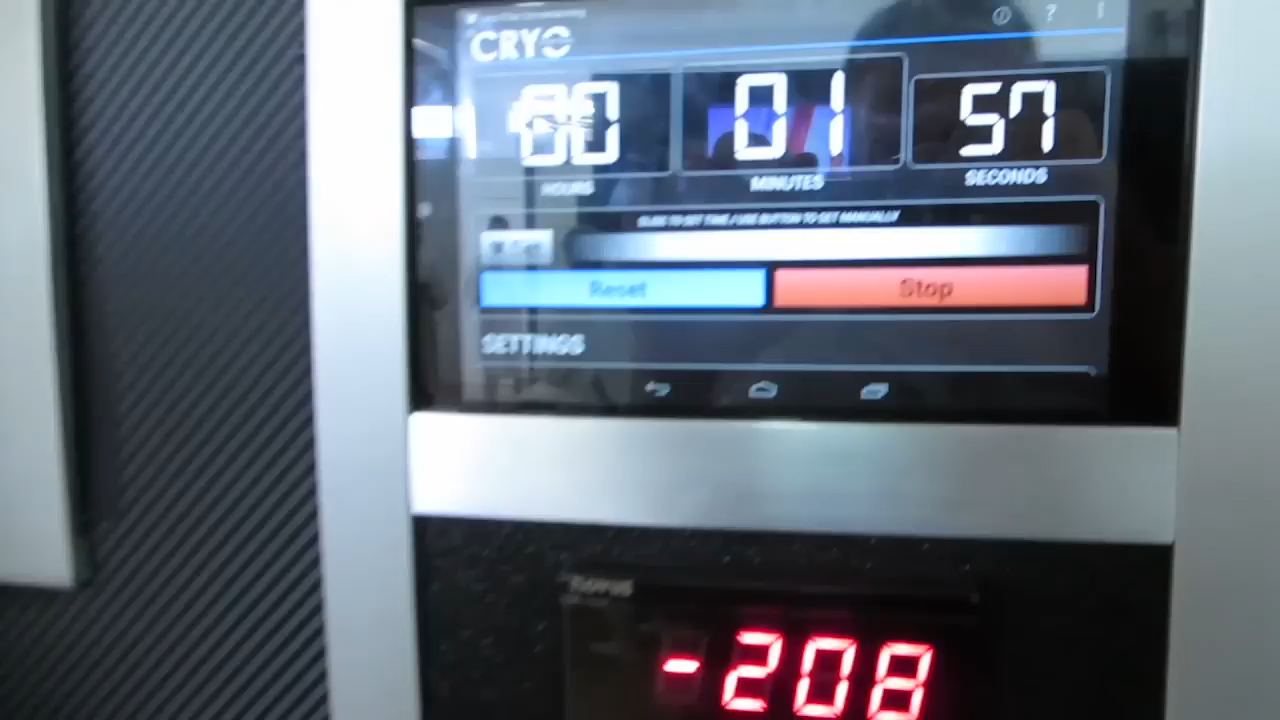 CRYO
00 01 57
HOURS MINUTES SECONDS
SLIDE TO SET TIME / USE BUTTON TO SET MANUALLY
Reset Stop
SETTINGS
novus
-208